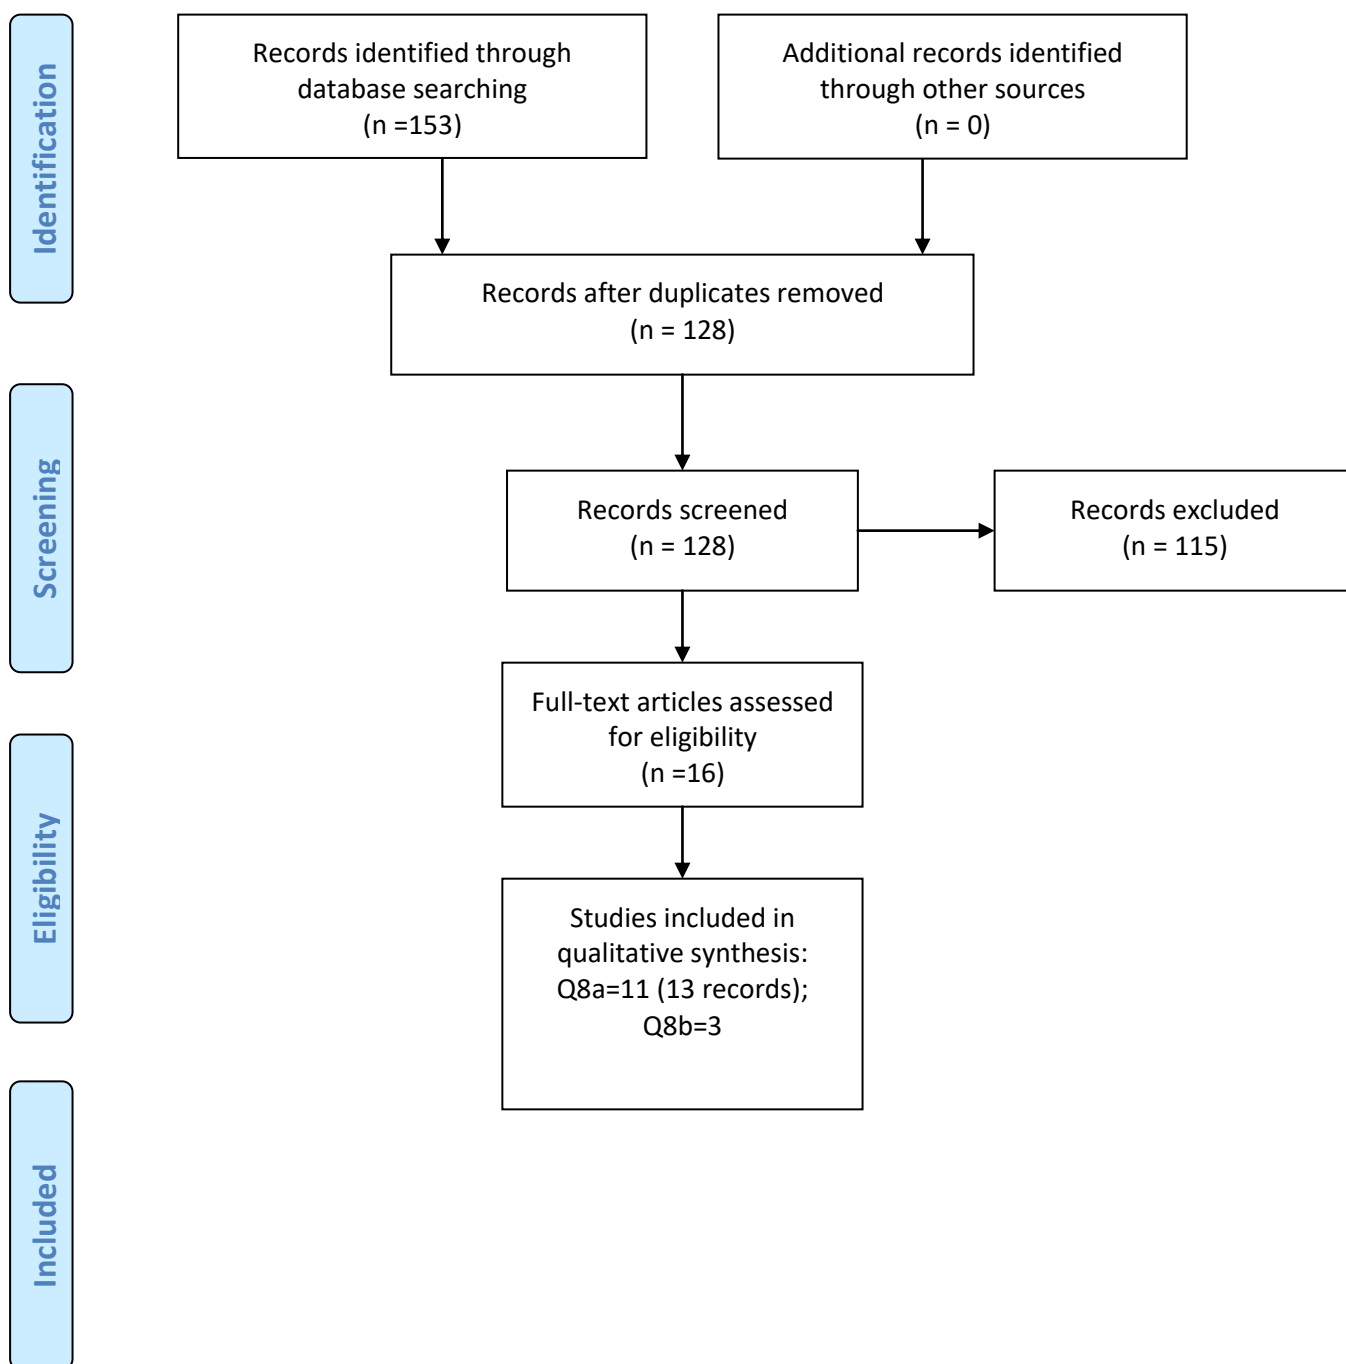 Identification
Records identified through
database searching
(n =153)
Additional records identified
through other sources
(n = 0)
Records after duplicates removed
(n = 128)
Screening
Records screened
(n = 128)
Records excluded
(n = 115)
Full-text articles assessed
for eligibility
(n =16)
Eligibility
Studies included in
qualitative synthesis:
Q8a=11 (13 records);
Q8b=3
Included